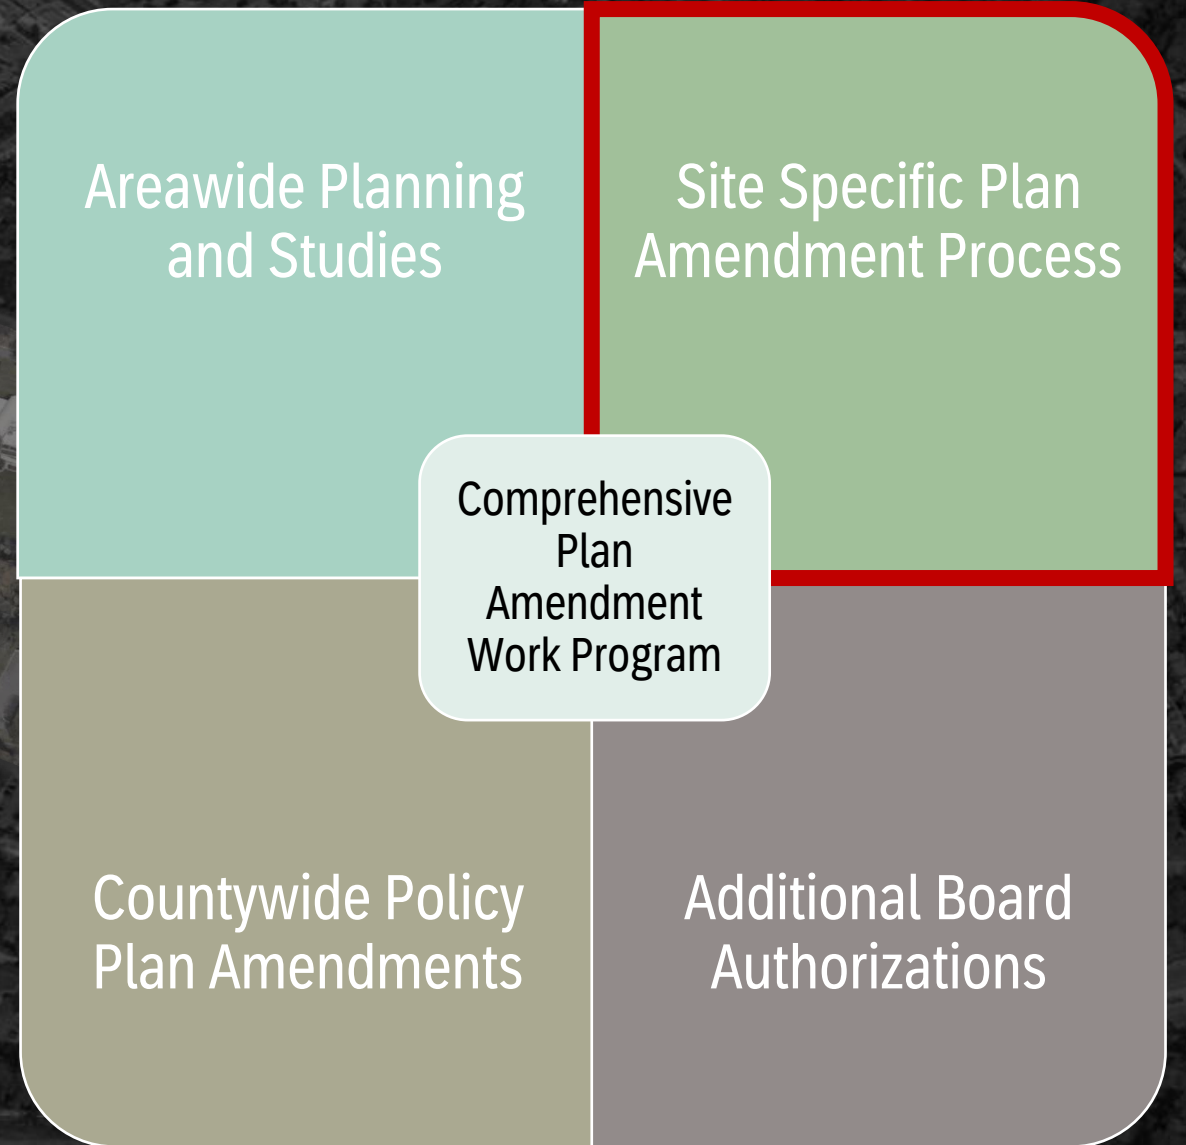 Areawide Planning
and Studies
Site Specific Plan
Amendment Process
Comprehensive
Plan
Amendment
Work Program
Countywide Policy
Plan Amendments
Additional Board
Authorizations